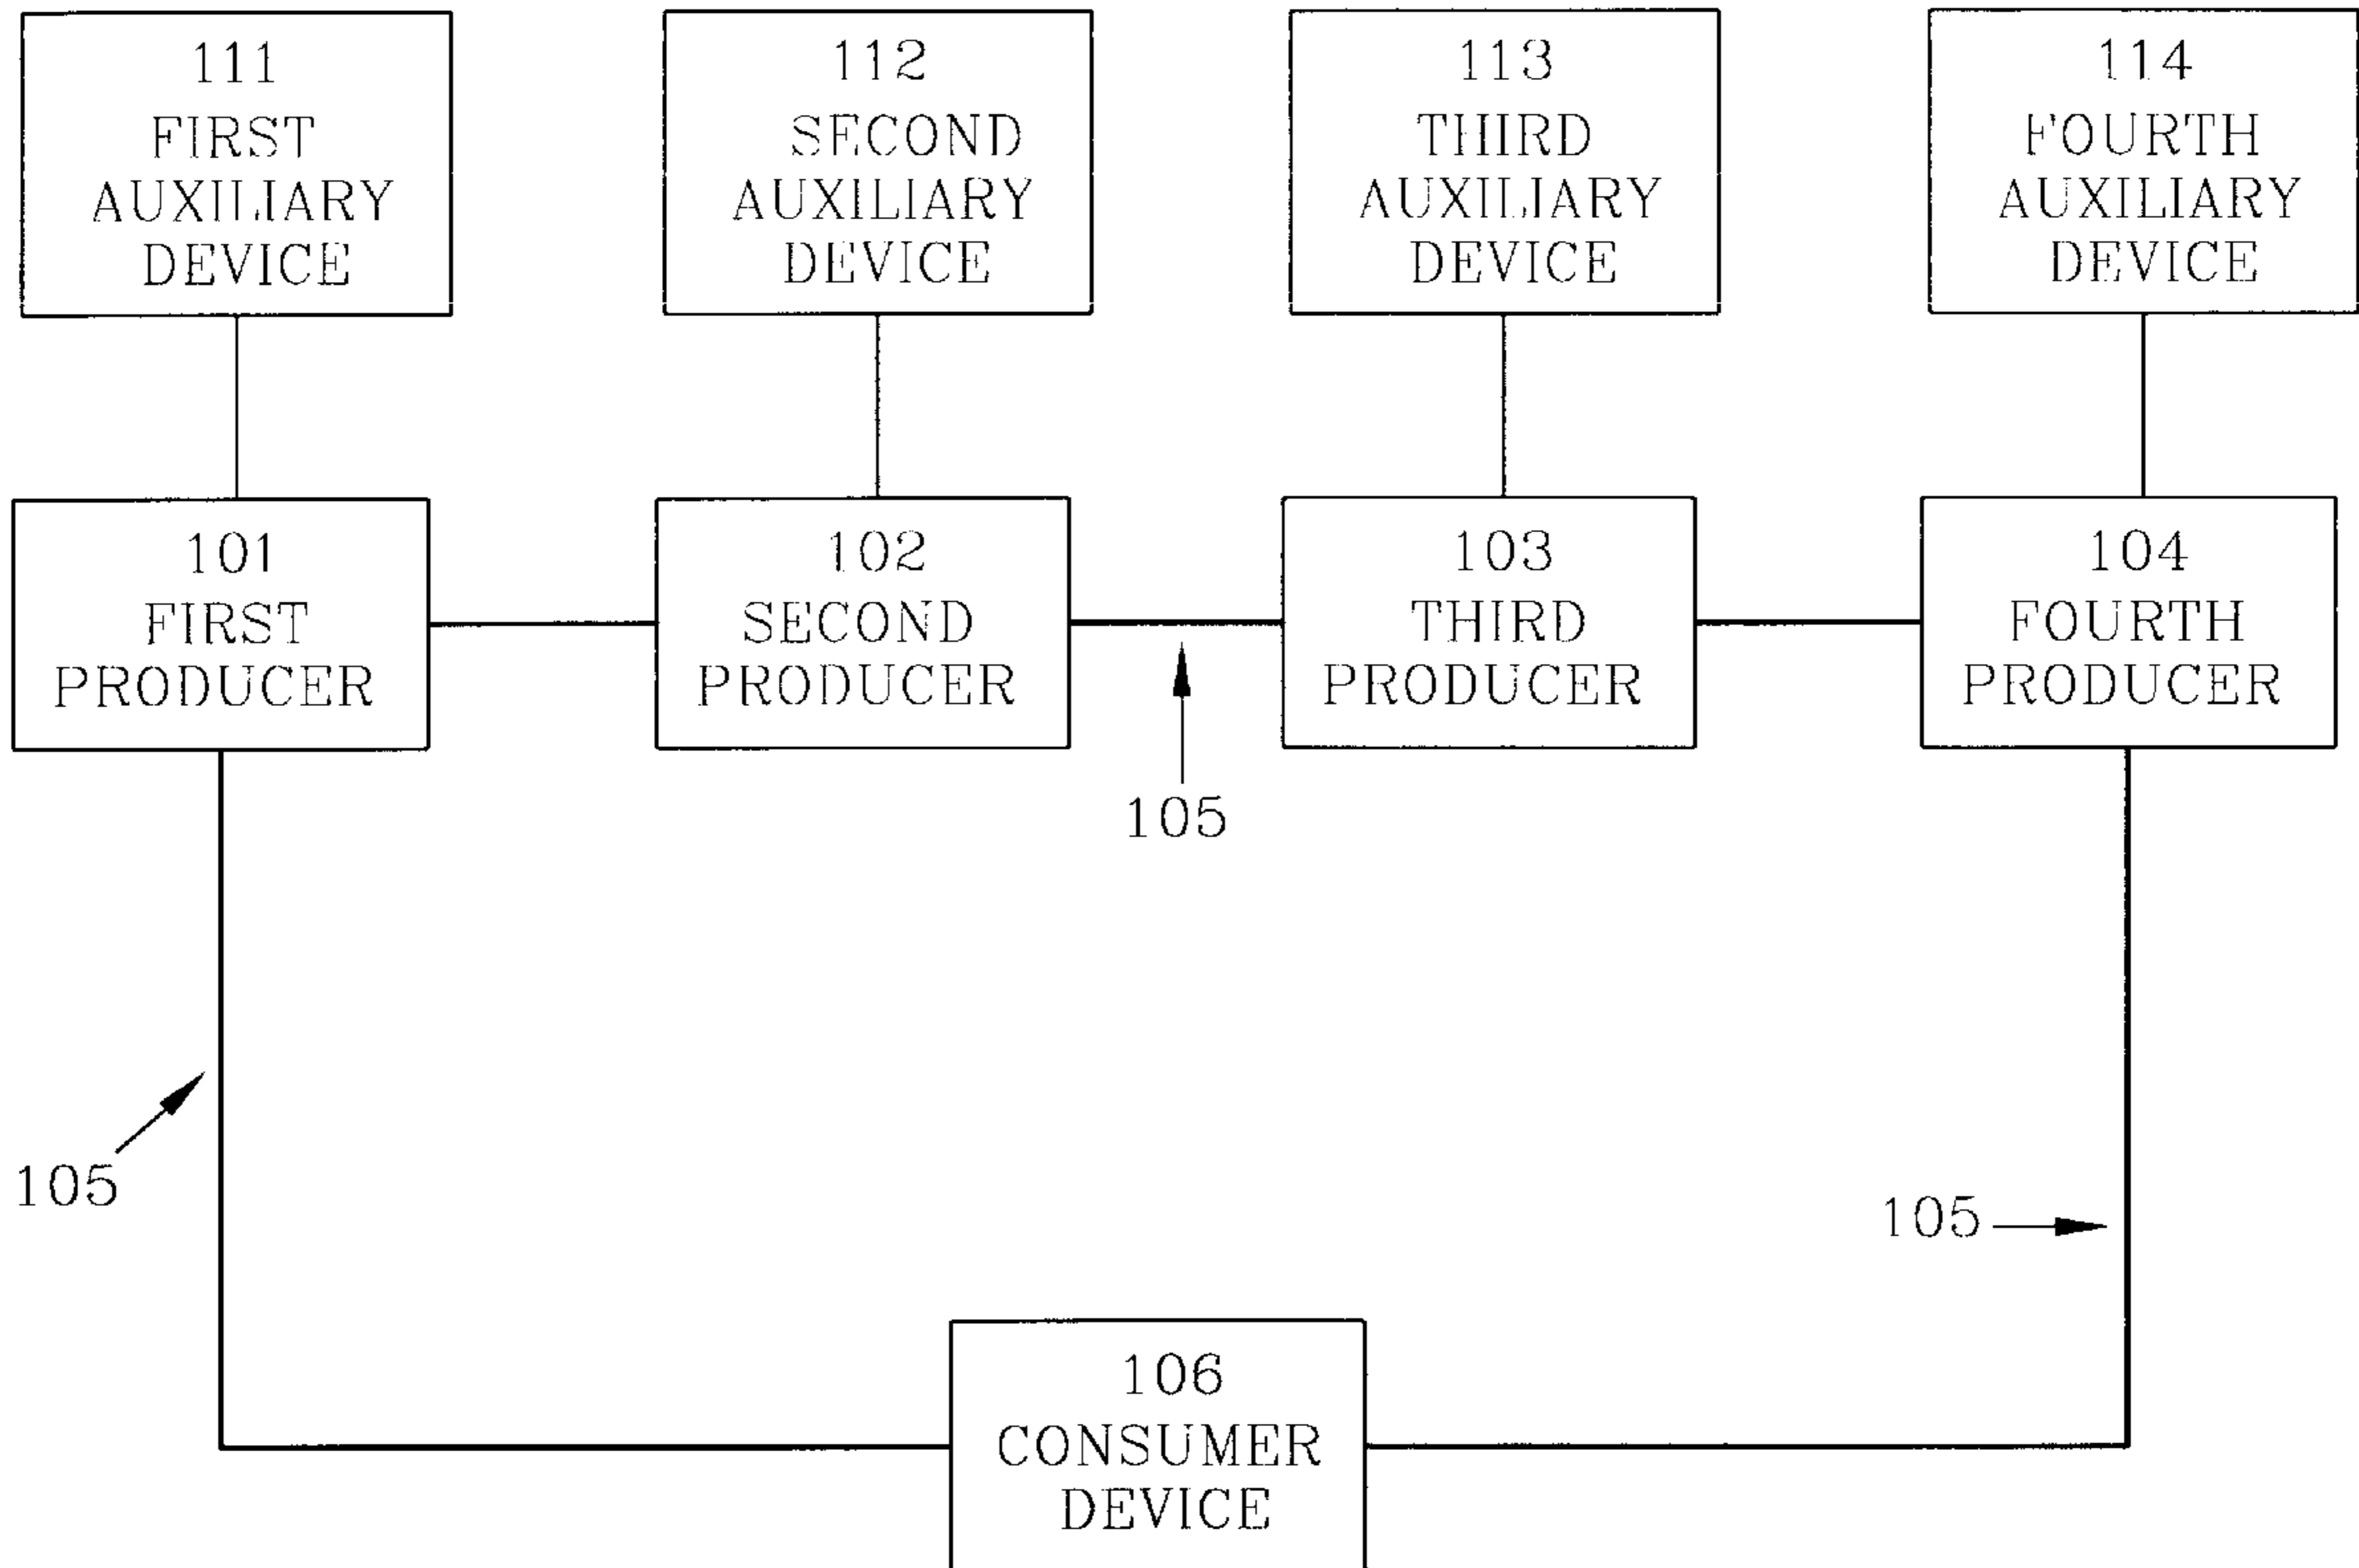 111
FIRST
AUXILIARY
DEVICE
112
SECOND
AUXILIARY
DEVICE
113
THIRD
AUXILIARY
DEVICE
114
FOURTH
AUXILIARY
DEVICE
101
FIRST
PRODUCER
102
SECOND
PRODUCER
103
THIRD
PRODUCER
104
FOURTH
PRODUCER
105
105
105
106
CONSUMER
DEVICE